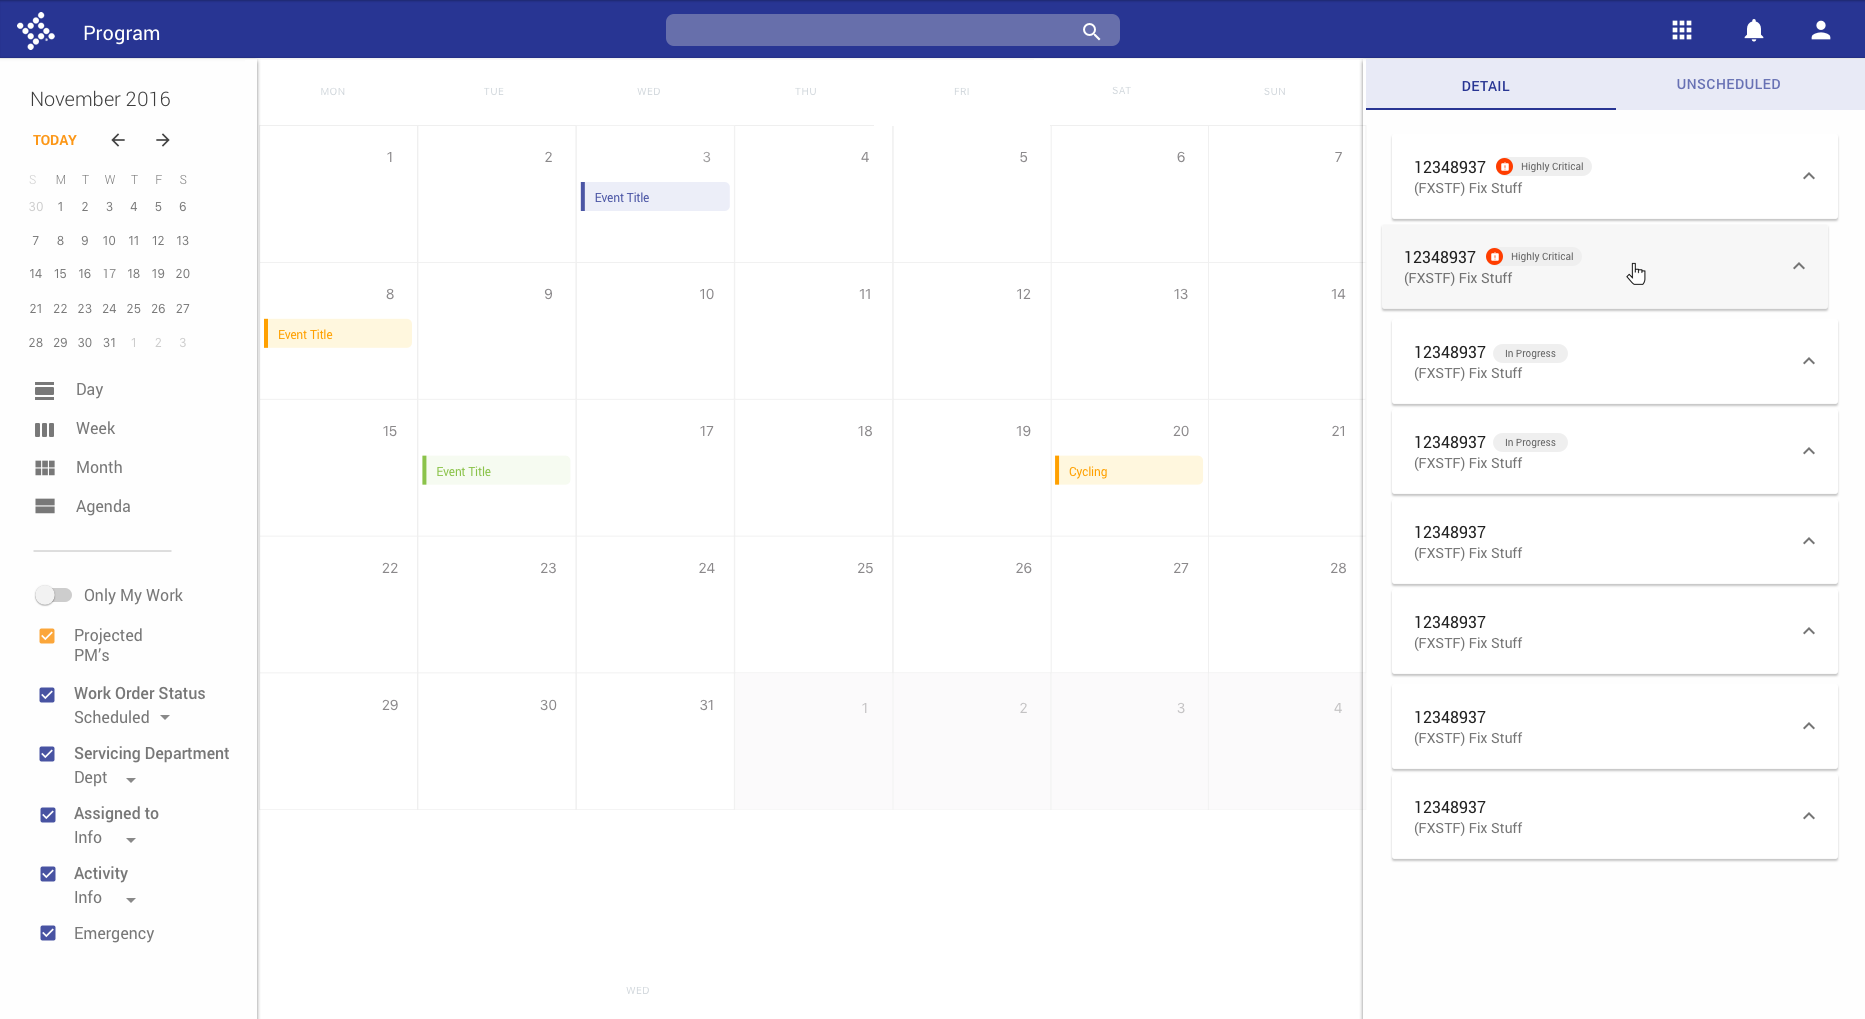 Program
November 2016
TODAY
S M T W T F S
30 1 2 3 4 5 6
7 8 9 10 11 12 13
14 15 16 17 18 19 20
21 22 23 24 25 26 27
28 29 30 31 1 2 3
Day
Week
Month
Agenda
Only My Work
Projected
PM's
Work Order Status
Scheduled
Servicing Department
Dept
Assigned to
Info
Activity
Info
Emergency
MON TUE WED THU FRI SAT SUN
1 2 3 4 5 6 7
Event Title
8 9 10 11 12 13 14
Event Title
15 17 18 19 20 21
Event Title Cycling
22 23 24 25 26 27 28
29 30 31 1 2 3 4
WED
DETAIL UNSCHEDULED
12348937 Highly Critical
(FXSTF) Fix Stuff
12348937 Highly Critical
(FXSTF) Fix Stuff
12348937 In Progress
(FXSTF) Fix Stuff
12348937 In Progress
(FXSTF) Fix Stuff
12348937
(FXSTF) Fix Stuff
12348937
(FXSTF) Fix Stuff
12348937
(FXSTF) Fix Stuff
12348937
(FXSTF) Fix Stuff